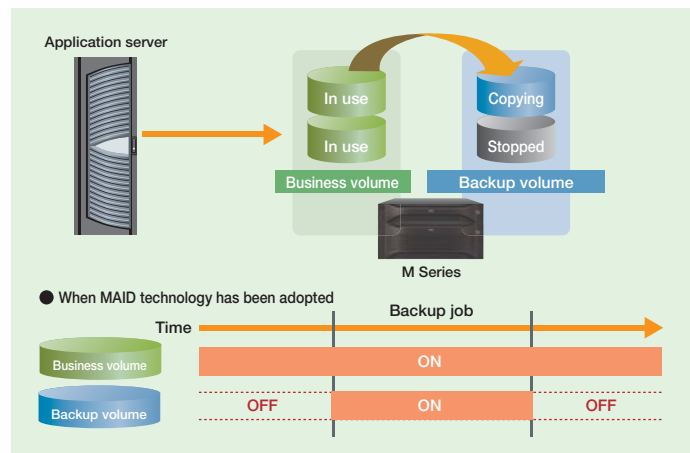 Application server
In use
Copying
In use
Stopped
Business volume
Backup volume
M Series
● When MAID technology has been adopted
Backup job
Time
Business volume
ON
Backup volume
OFF
ON
OFF